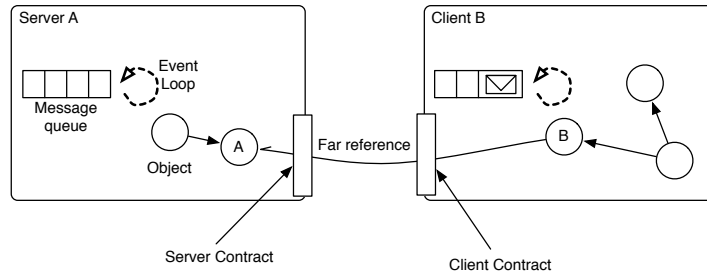 Server A
Client B
Event
Loop
Message
queue
Far reference
A
B
Object
Server Contract
Client Contract